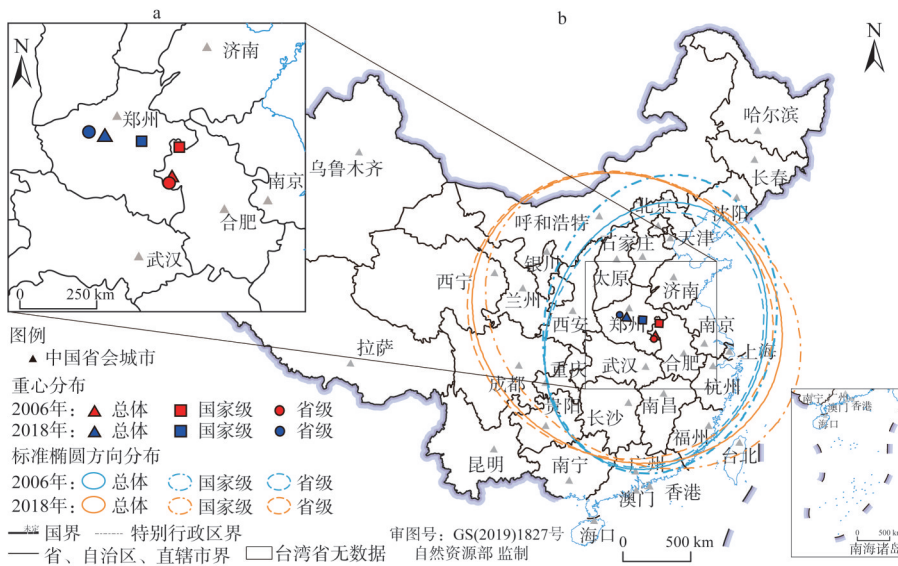 a
b
N
N
济南
郑州
南京
合肥
武汉
0 250 km
哈尔滨
长春
乌鲁木齐
沈阳
呼和浩特
北京
天津
石家庄
银川
太原
西宁
兰州
济南
西安
郑州
南京
拉萨
成都
重庆
武汉
合肥
上海
杭州
贵阳
长沙
南昌
福州
台北
昆明
南宁
广州
澳门
香港
海口
0 500 km
图例
中国省会城市
重心分布
2006年: 总体 国家级 省级
2018年: 总体 国家级 省级
标准椭圆方向分布
2006年: 总体 国家级 省级
2018年: 总体 国家级 省级
未定 国界 特别行政区界
省、自治区、直辖市界 台湾省无数据
审图号: GS(2019)1827号
自然资源部 监制
南宁 广州
澳门 香港
海口
0 500 km
南海诸岛